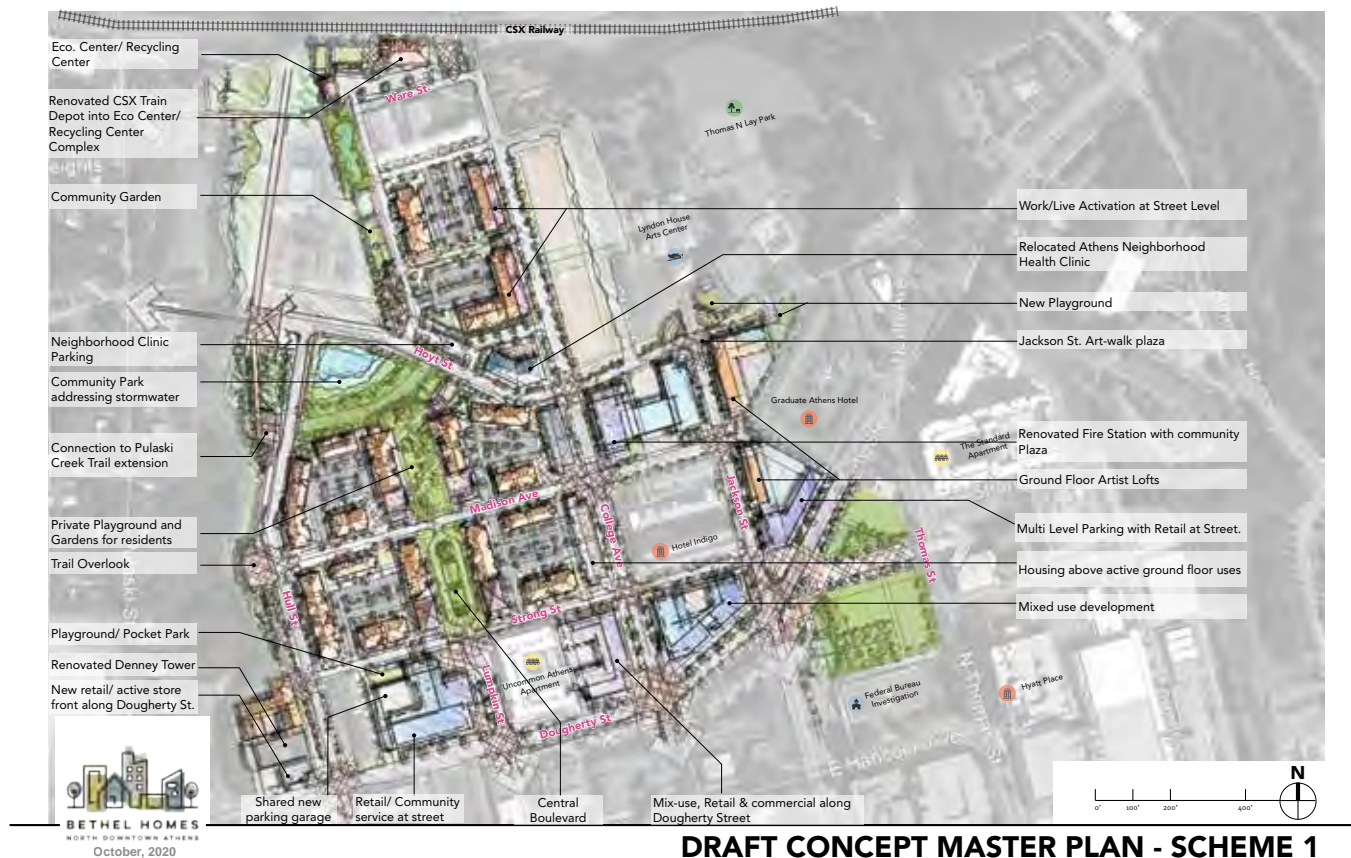 CSX Railway
Eco. Center/ Recycling
Center
Renovated CSX Train
Depot into Eco Center/
Recycling Center
Complex
eights
Community Garden
Neighborhood Clinic
Parking
Community Park
addressing stormwater
Connection to Pulaski
Creek Trail extension
Private Playground and
Gardens for residents
Trail Overlook
Playground/ Pocket Park
Renovated Denney Tower
New retail/ active store
front along Dougherty St.
Ware St.
Thomas N Lay Park
Lyndon House
Arts Center
Hoyt St
Graduate Athens Hotel
The Standard
Apartment
Madison Ave
Collage Ave
Jackson St
Hotel Indigo
Thomas St
Hull St
Strong St
Lumpkin St
Uncommon Athens
Apartment
Dougherty St
Federal Bureau
Investigation
Hyatt Place
E Hancock Ave
Work/Live Activation at Street Level
Relocated Athens Neighborhood
Health Clinic
New Playground
Jackson St. Art-walk plaza
Renovated Fire Station with community
Plaza
Ground Floor Artist Lofts
Multi Level Parking with Retail at Street.
Housing above active ground floor uses
Mixed use development
Shared new
parking garage
Retail/ Community
service at street
Central
Boulevard
Mix-use, Retail & commercial along
Dougherty Street
N
0' 100' 200' 400'
BETHEL HOMES
NORTH DOWNTOWN ATHENS
October, 2020
DRAFT CONCEPT MASTER PLAN - SCHEME 1